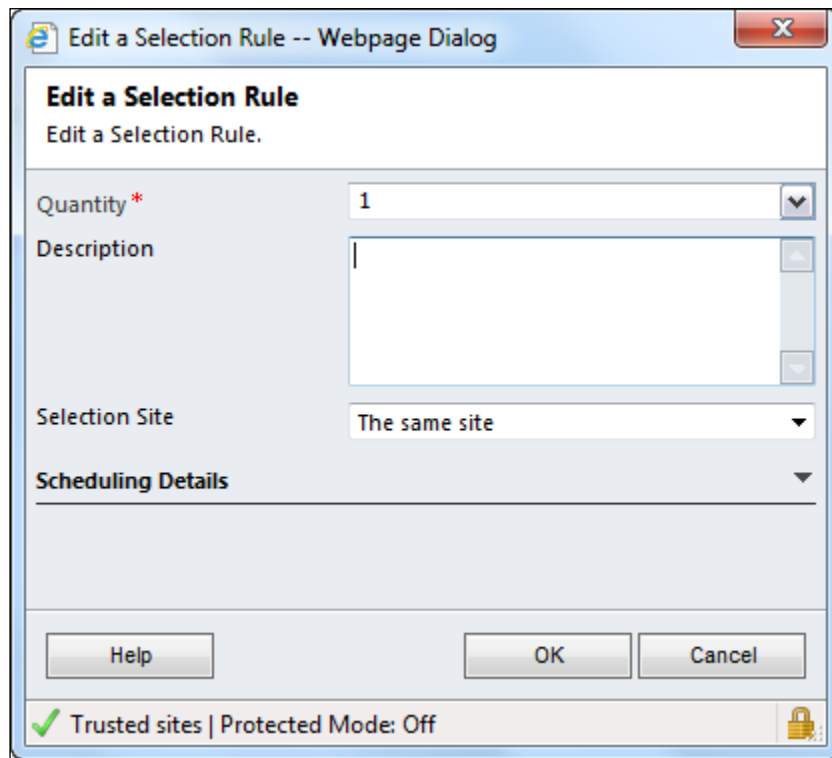 Edit a Selection Rule -- Webpage Dialog
Edit a Selection Rule
Edit a Selection Rule.
Quantity* 1
Description
Selection Site The same site
Scheduling Details
Help OK Cancel
Trusted sites | Protected Mode: Off